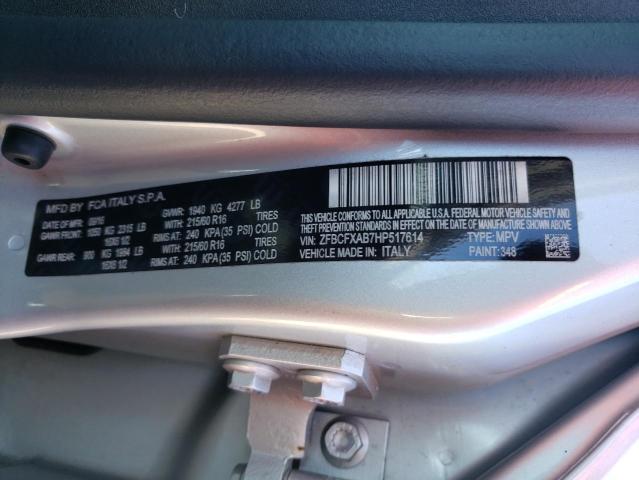 MFD BY FCA ITALY S.P.A.
DATE OF MFR 09/16 GVWR: 1940 KG 4277 LB
GAWR FRONT: 1050 KG 2315 LB WITH: 215/60 R16 TIRES
16X6 1/2 RIMS AT: 240 KPA(35 PSI) COLD
GAWR REAR: 900 KG 1984 LB WITH: 215/60 R16 TIRES
16X6 1/2 RIMS AT: 240 KPA(35 PSI) COLD
THIS VEHICLE CONFORMS TO ALL APPLICABLE U.S.A. FEDERAL MOTOR VEHICLE
SAFETY, BUMPER, AND THEFT PREVENTION STANDARDS IN EFFECT ON THE DATE OF MANUFACTURE SHOWN ABOVE
VIN: ZFBCFXAB7HP517614 TYPE: MPV
VEHICLE MADE IN: ITALY PAINT: 348